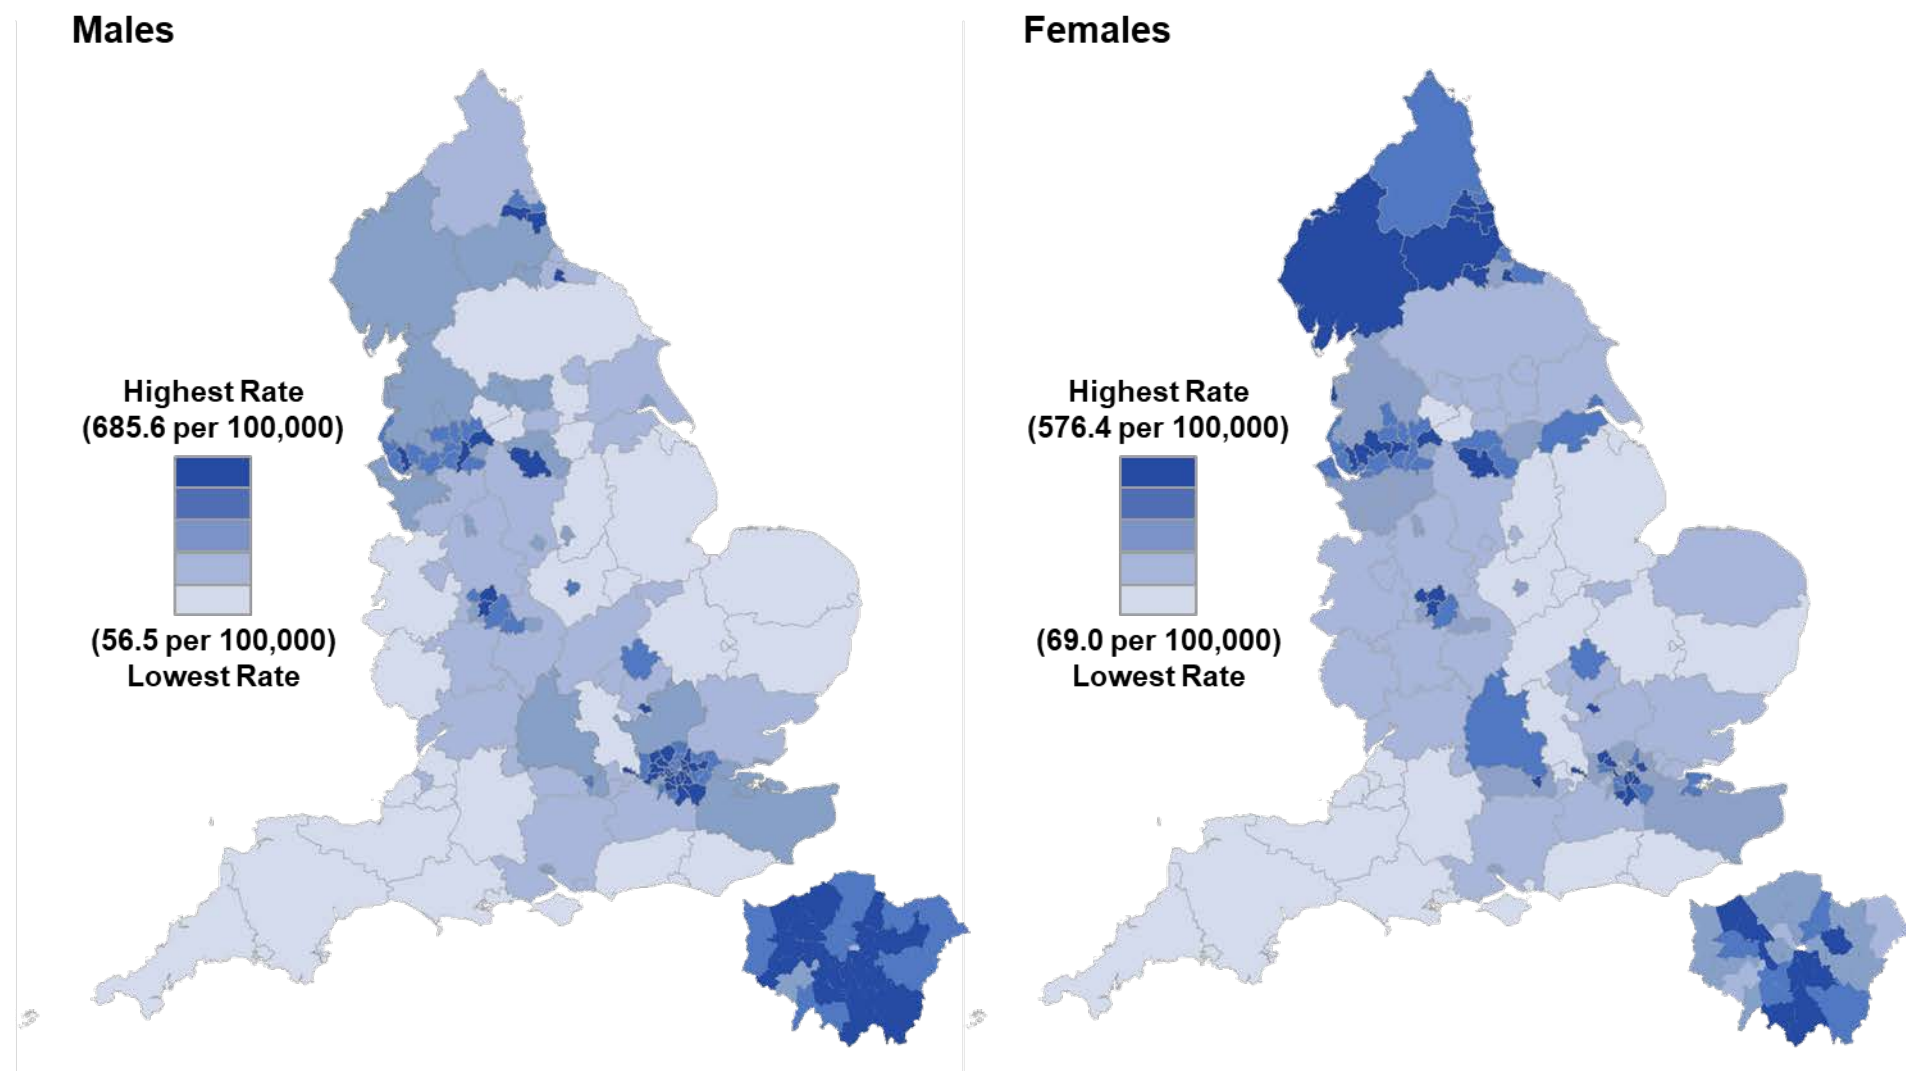 Males
Highest Rate
(685.6 per 100,000)
(56.5 per 100,000)
Lowest Rate
Females
Highest Rate
(576.4 per 100,000)
(69.0 per 100,000)
Lowest Rate